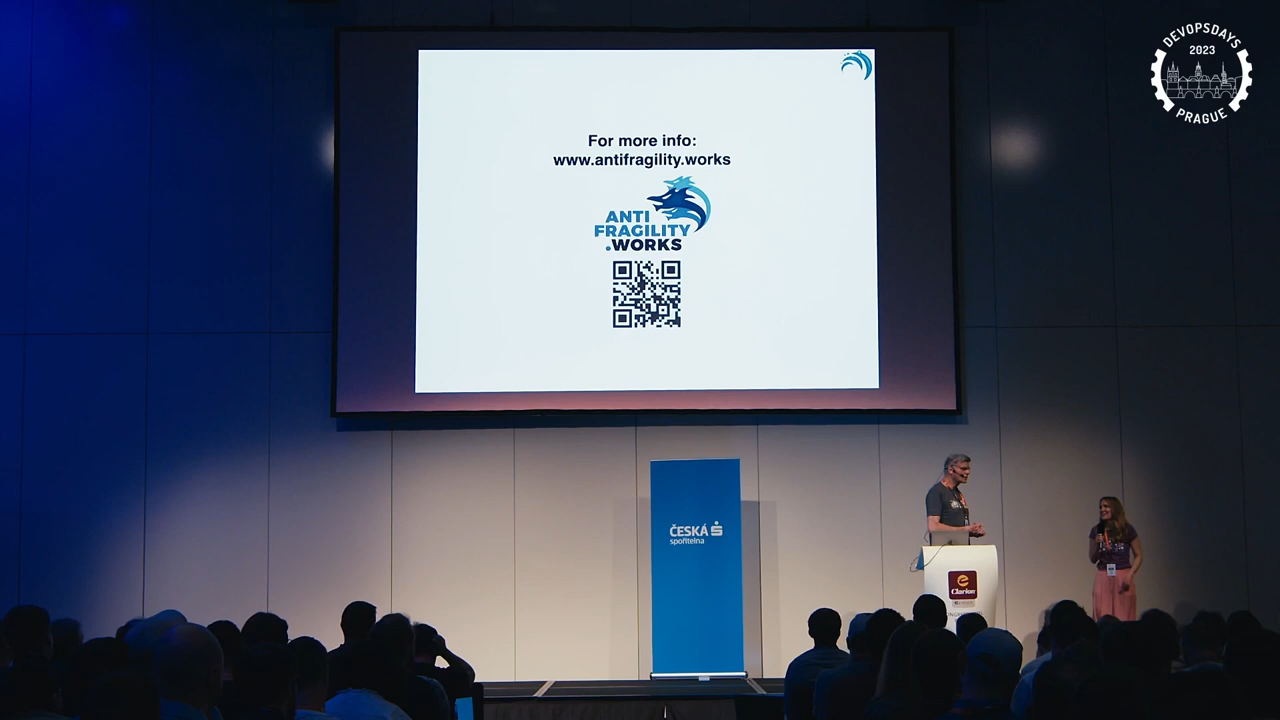 DEVOPSDAYS
2023
PRAGUE
For more info:
www.antifragility.works
ANTI
FRAGILITY
.WORKS
ČESKÁ
spořitelna
Clarion